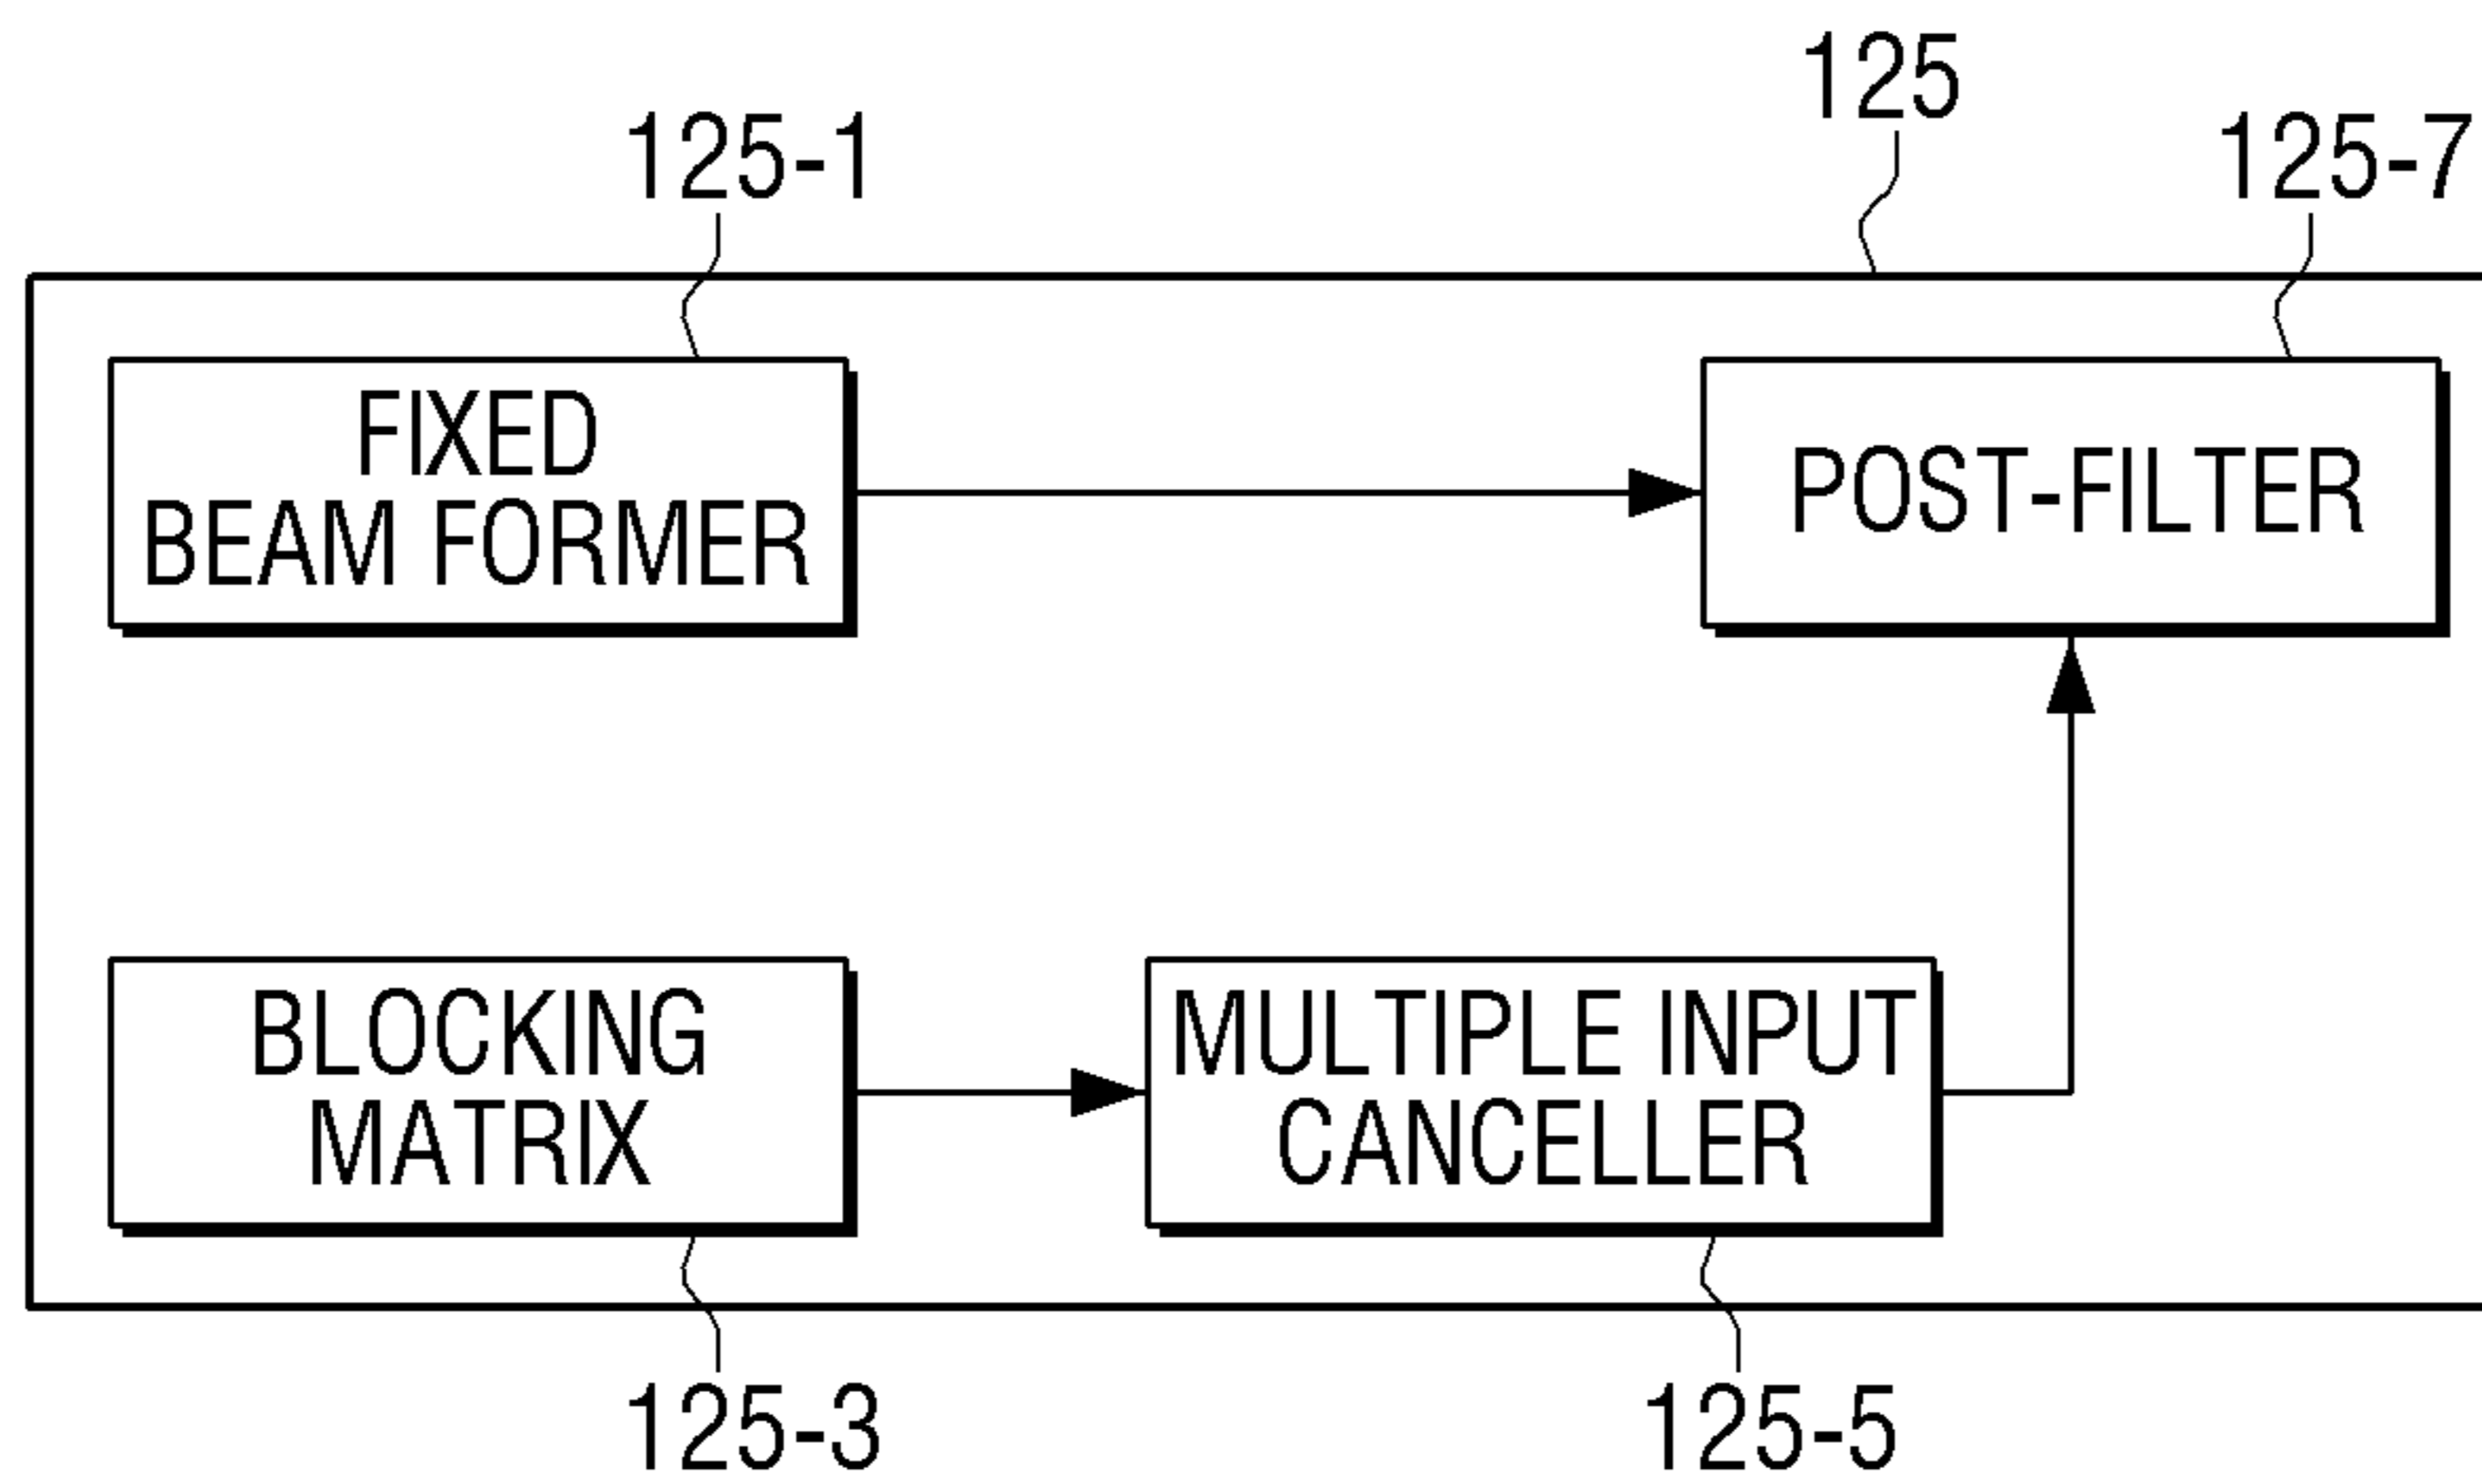 125
125-1
125-7
FIXED
BEAM FORMER
POST-FILTER
BLOCKING
MATRIX
MULTIPLE INPUT
CANCELLER
125-3
125-5